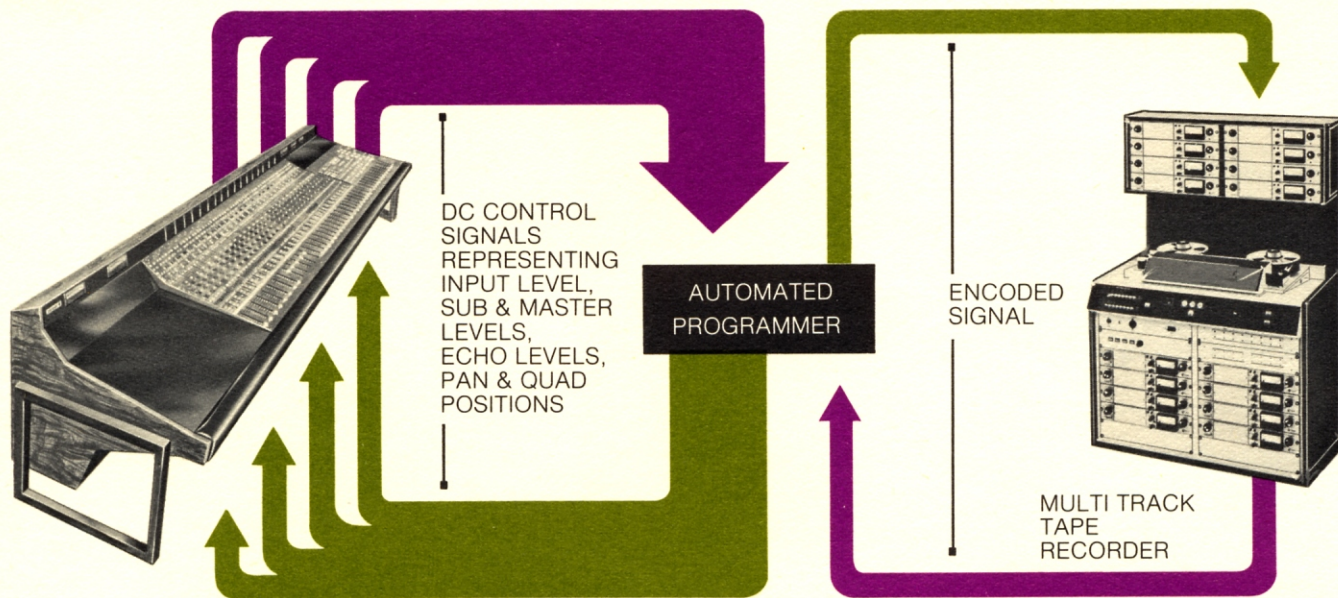 DC CONTROL
SIGNALS
REPRESENTING
INPUT LEVEL,
SUB & MASTER
LEVELS,
ECHO LEVELS,
PAN & QUAD
POSITIONS
AUTOMATED
PROGRAMMER
ENCODED
SIGNAL
MULTI TRACK
TAPE
RECORDER